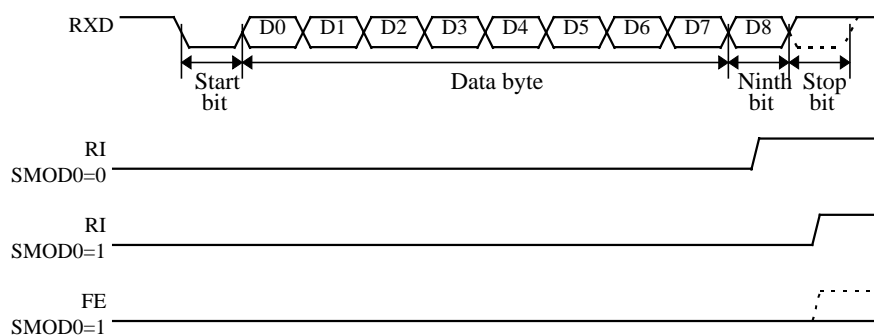 RXD D0 D1 D2 D3 D4 D5 D6 D7 D8
Start Data byte Ninth Stop
bit bit bit
RI
SMOD0=0
RI
SMOD0=1
FE
SMOD0=1